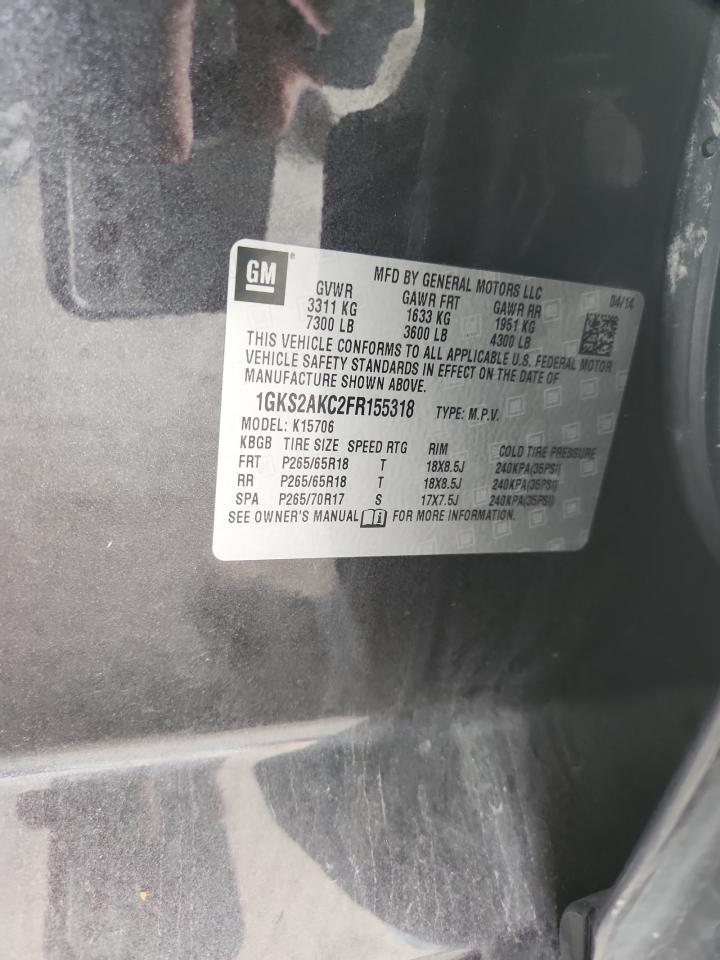 GM ®
MFD BY GENERAL MOTORS LLC 04/14
GVWR GAWR FRT GAWR RR
3311 KG 1633 KG 1951 KG
7300 LB 3600 LB 4300 LB
THIS VEHICLE CONFORMS TO ALL APPLICABLE U.S. FEDERAL MOTOR
VEHICLE SAFETY STANDARDS IN EFFECT ON THE DATE OF
MANUFACTURE SHOWN ABOVE.
1GKS2AKC2FR155318 TYPE: M.P.V.
MODEL: K15706
KBGB TIRE SIZE SPEED RTG RIM COLD TIRE PRESSURE
FRT P265/65R18 T 18X8.5J 240KPA(35PSI)
RR P265/65R18 T 18X8.5J 240KPA(35PSI)
SPA P265/70R17 S 17X7.5J 240KPA(35PSI)
SEE OWNER'S MANUAL i FOR MORE INFORMATION.